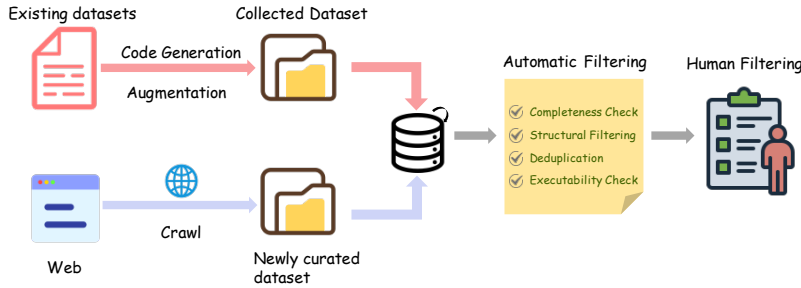 Existing datasets
Code Generation
Augmentation
Collected Dataset
Web
Crawl
Newly curated
dataset
Automatic Filtering
Completeness Check
Structural Filtering
Deduplication
Executability Check
Human Filtering